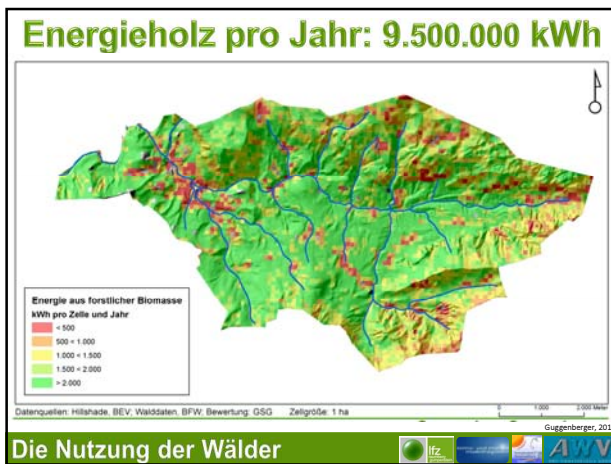 Energieholz pro Jahr: 9.500.000 kWh
Energie aus forstlicher Biomasse
kWh pro Zelle und Jahr
< 500
500 < 1.000
1.000 < 1.500
1.500 < 2.000
> 2.000
Datenquellen: Hillshade, BEV; Walddaten, BFW; Bewertung: GSG Zellgröße: 1 ha
0 1.000 2.000 Meter
Guggenberger, 201
Die Nutzung der Wälder
lfz
AWV